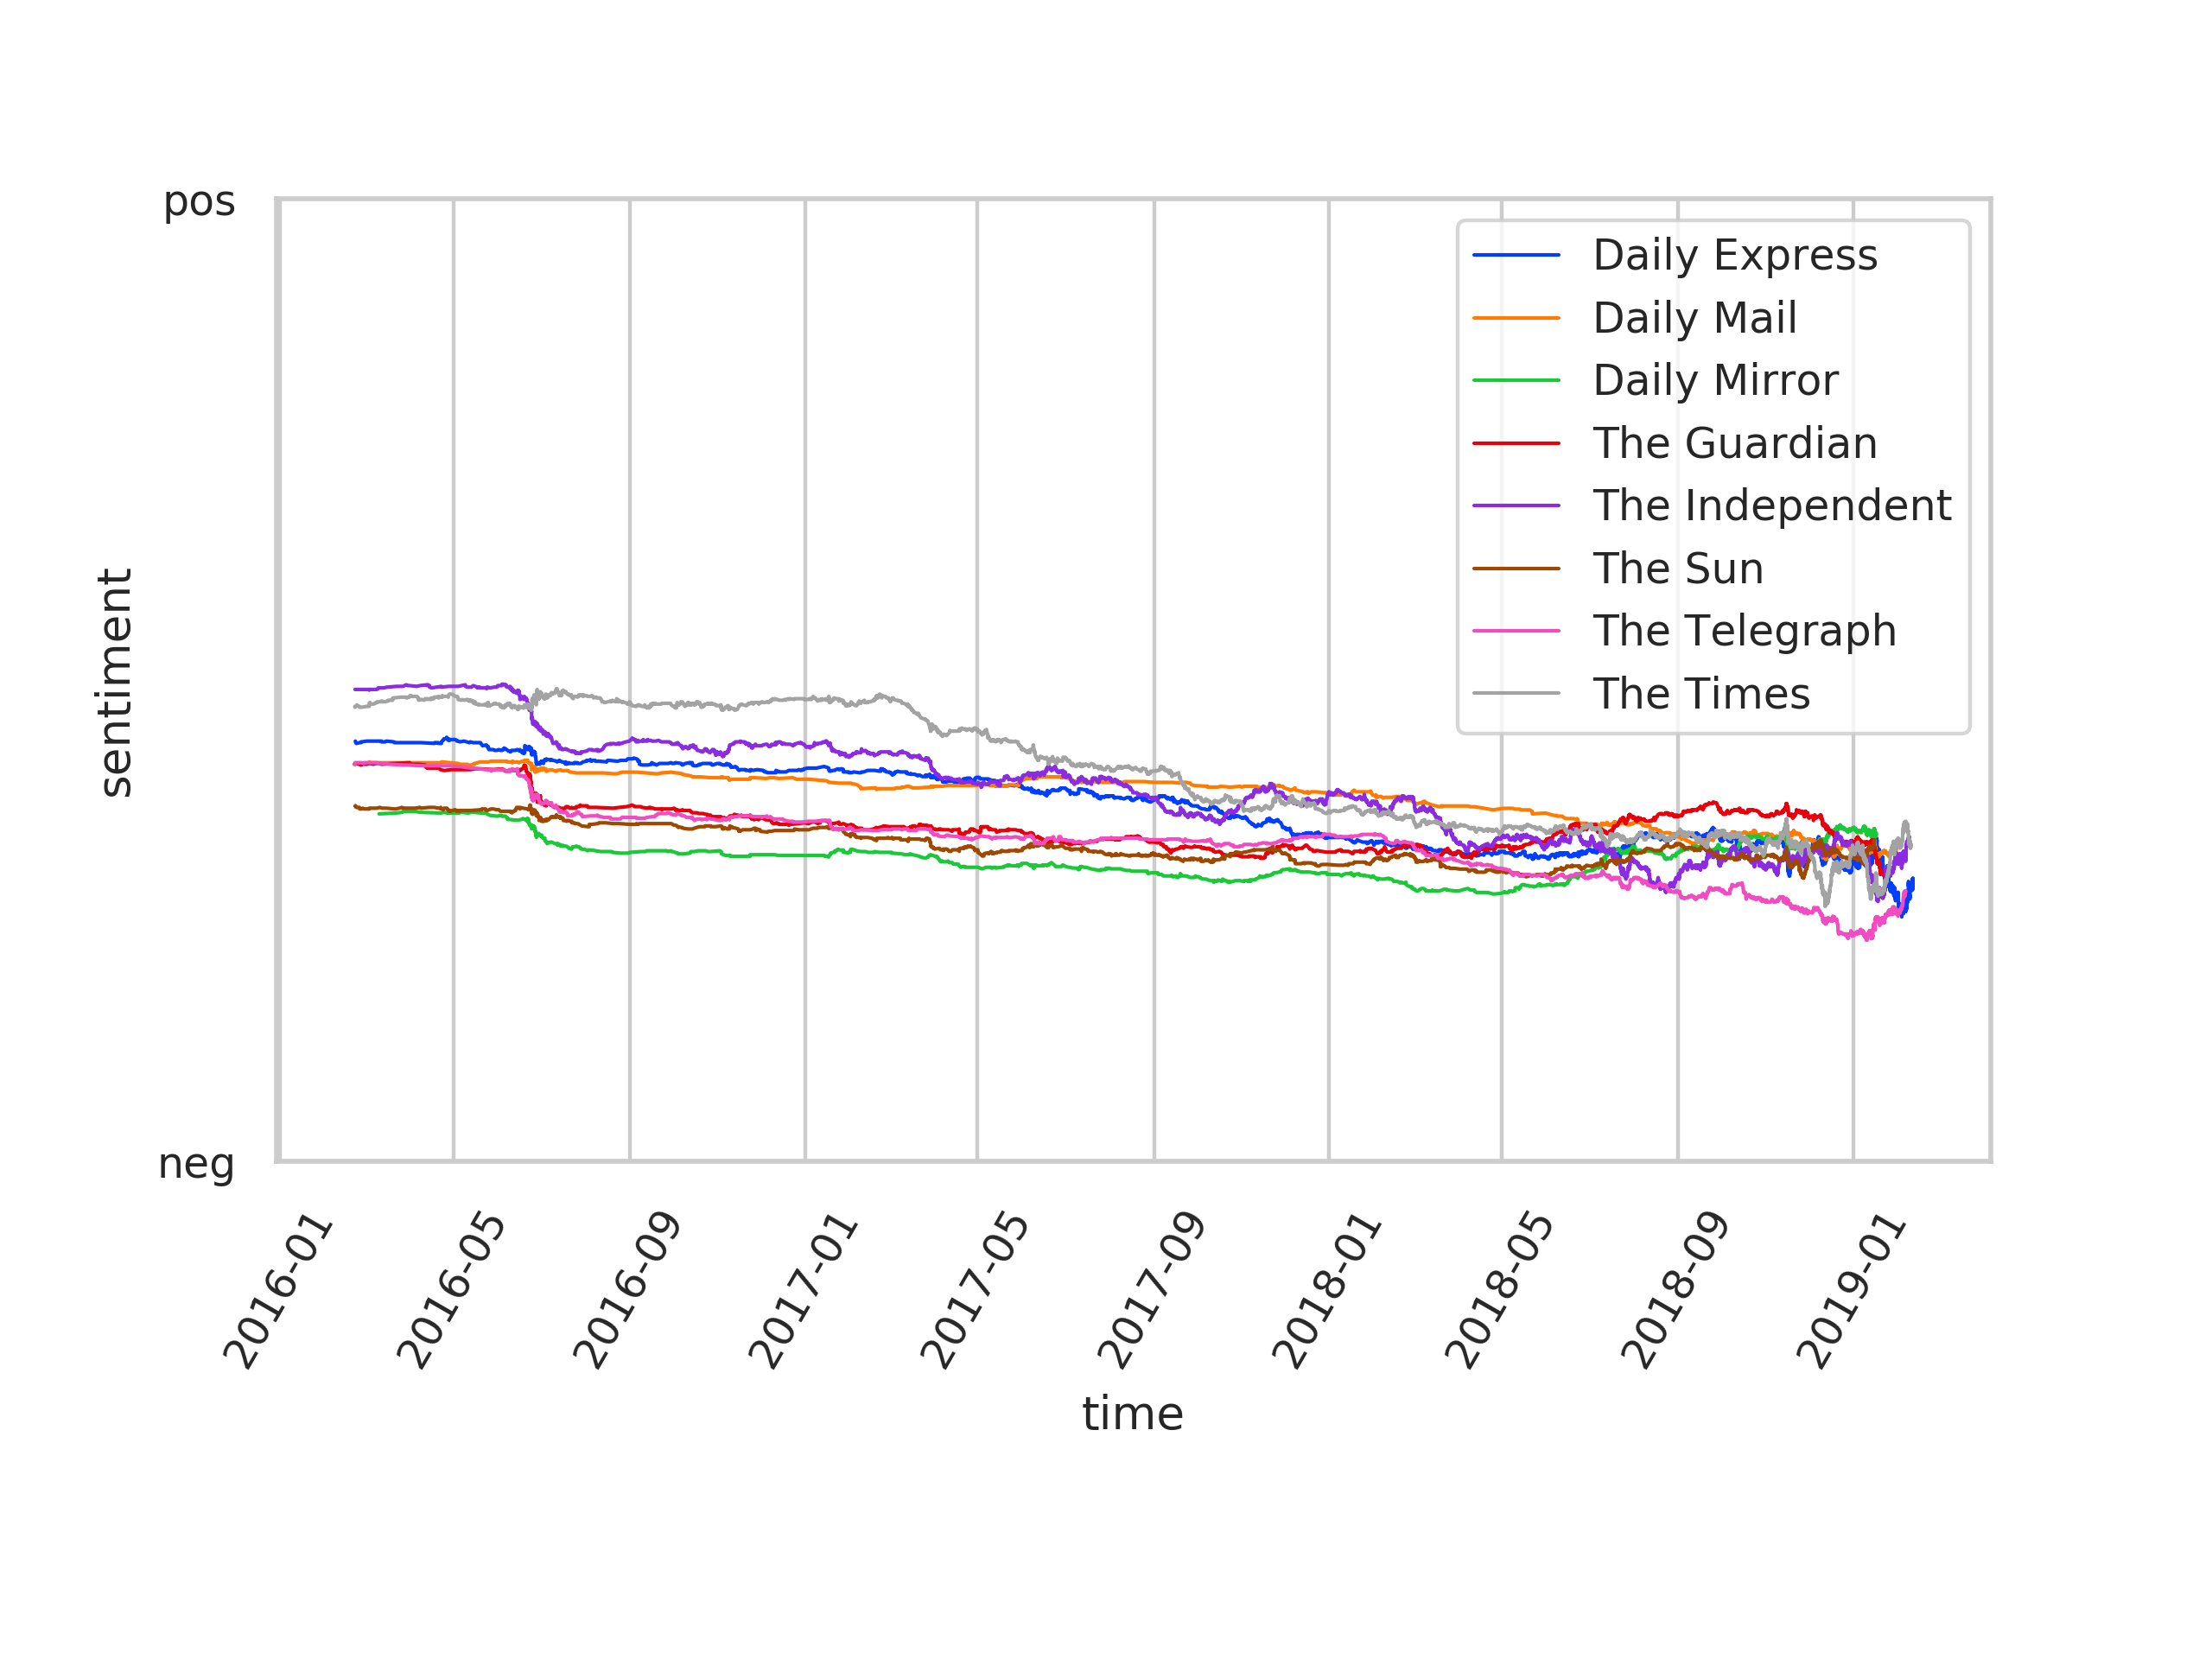 pos
Daily Express
Daily Mail
Daily Mirror
The Guardian
The Independent
The Sun
The Telegraph
The Times
sentiment
neg
2016-01
2016-05
2016-09
2017-01
2017-05
2017-09
2018-01
2018-05
2018-09
2019-01
time